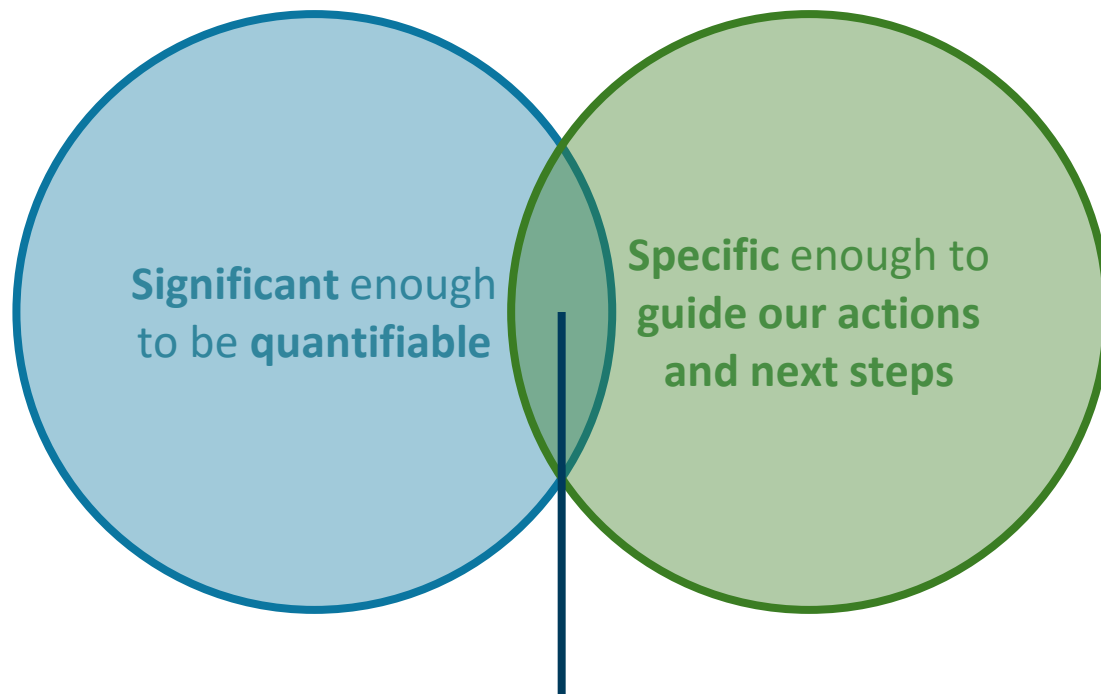 Significant enough
to be quantifiable
Specific enough to
guide our actions
and next steps